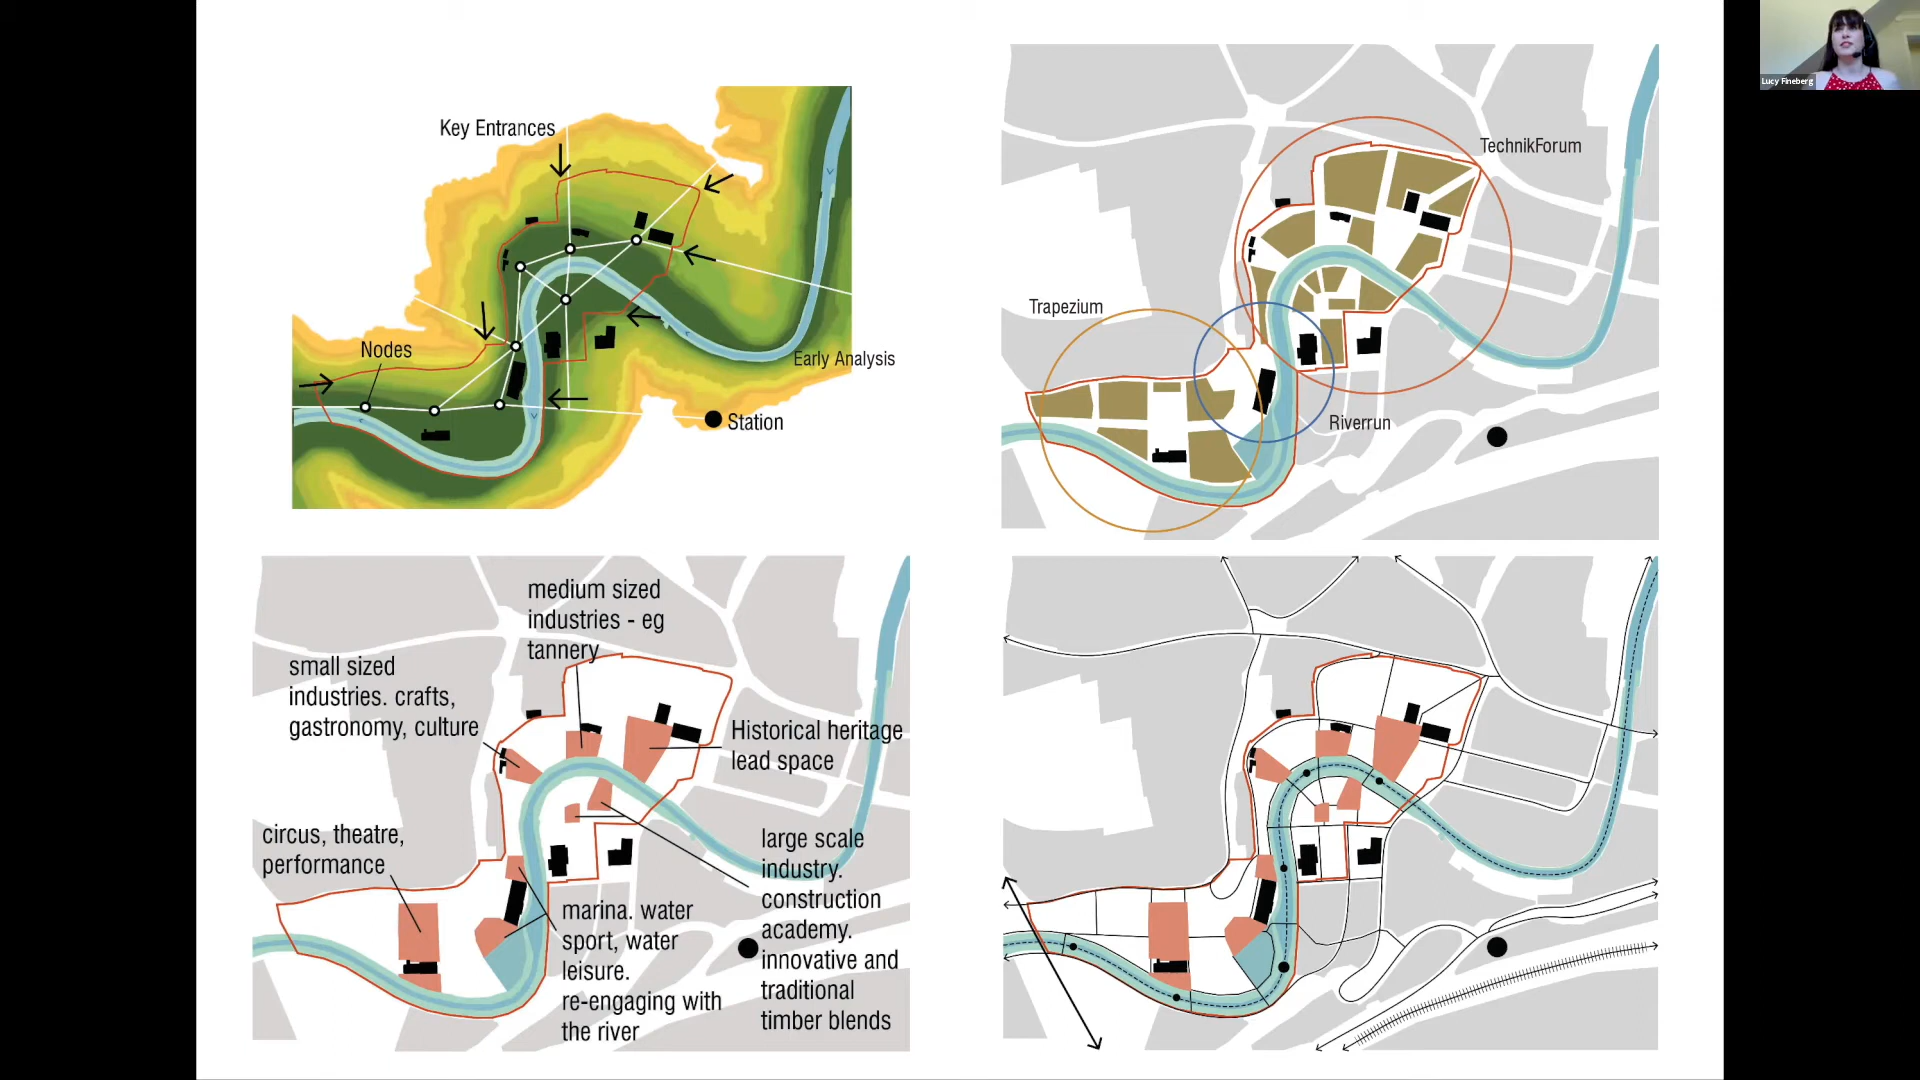 Key Entrances
Nodes
Early Analysis
Station
TechnikForum
Trapezium
Riverrun
medium sized
industries - eg
tannery
small sized
industries. crafts,
gastronomy, culture
Historical heritage
lead space
circus, theatre,
performance
marina. water
sport, water
leisure.
re-engaging with
the river
large scale
industry.
construction
academy.
innovative and
traditional
timber blends
Lucy Fineberg